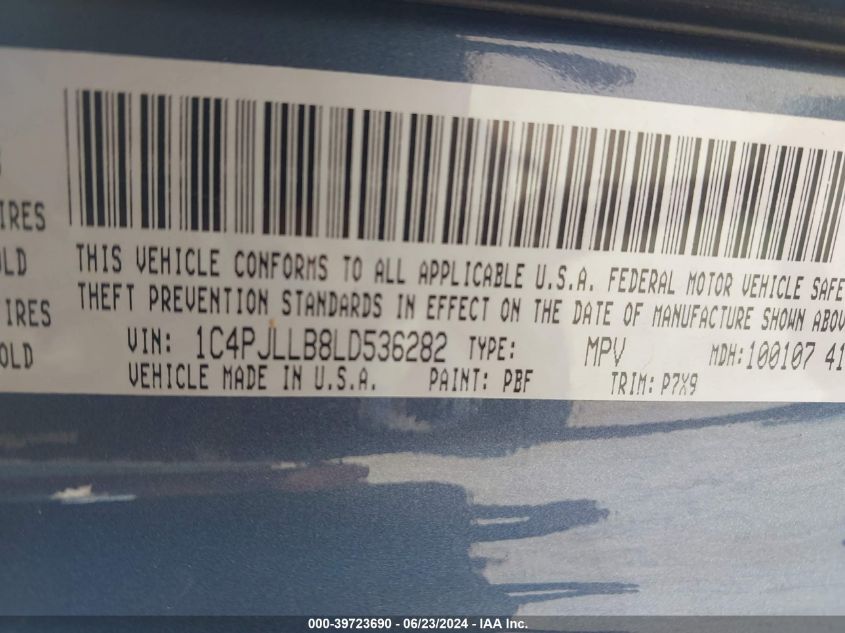 IRES
OLD
IRES
OLD
THIS VEHICLE CONFORMS TO ALL APPLICABLE U.S.A. FEDERAL MOTOR VEHICLE SAFE
THEFT PREVENTION STANDARDS IN EFFECT ON THE DATE OF MANUFACTURE SHOWN ABOV
VIN: 1C4PJLLB8LD536282 TYPE: MPV MDH:100107 41
VEHICLE MADE IN U.S.A. PAINT: PBF TRIM: P7X9
000-39723690 - 06/23/2024 - IAA Inc.